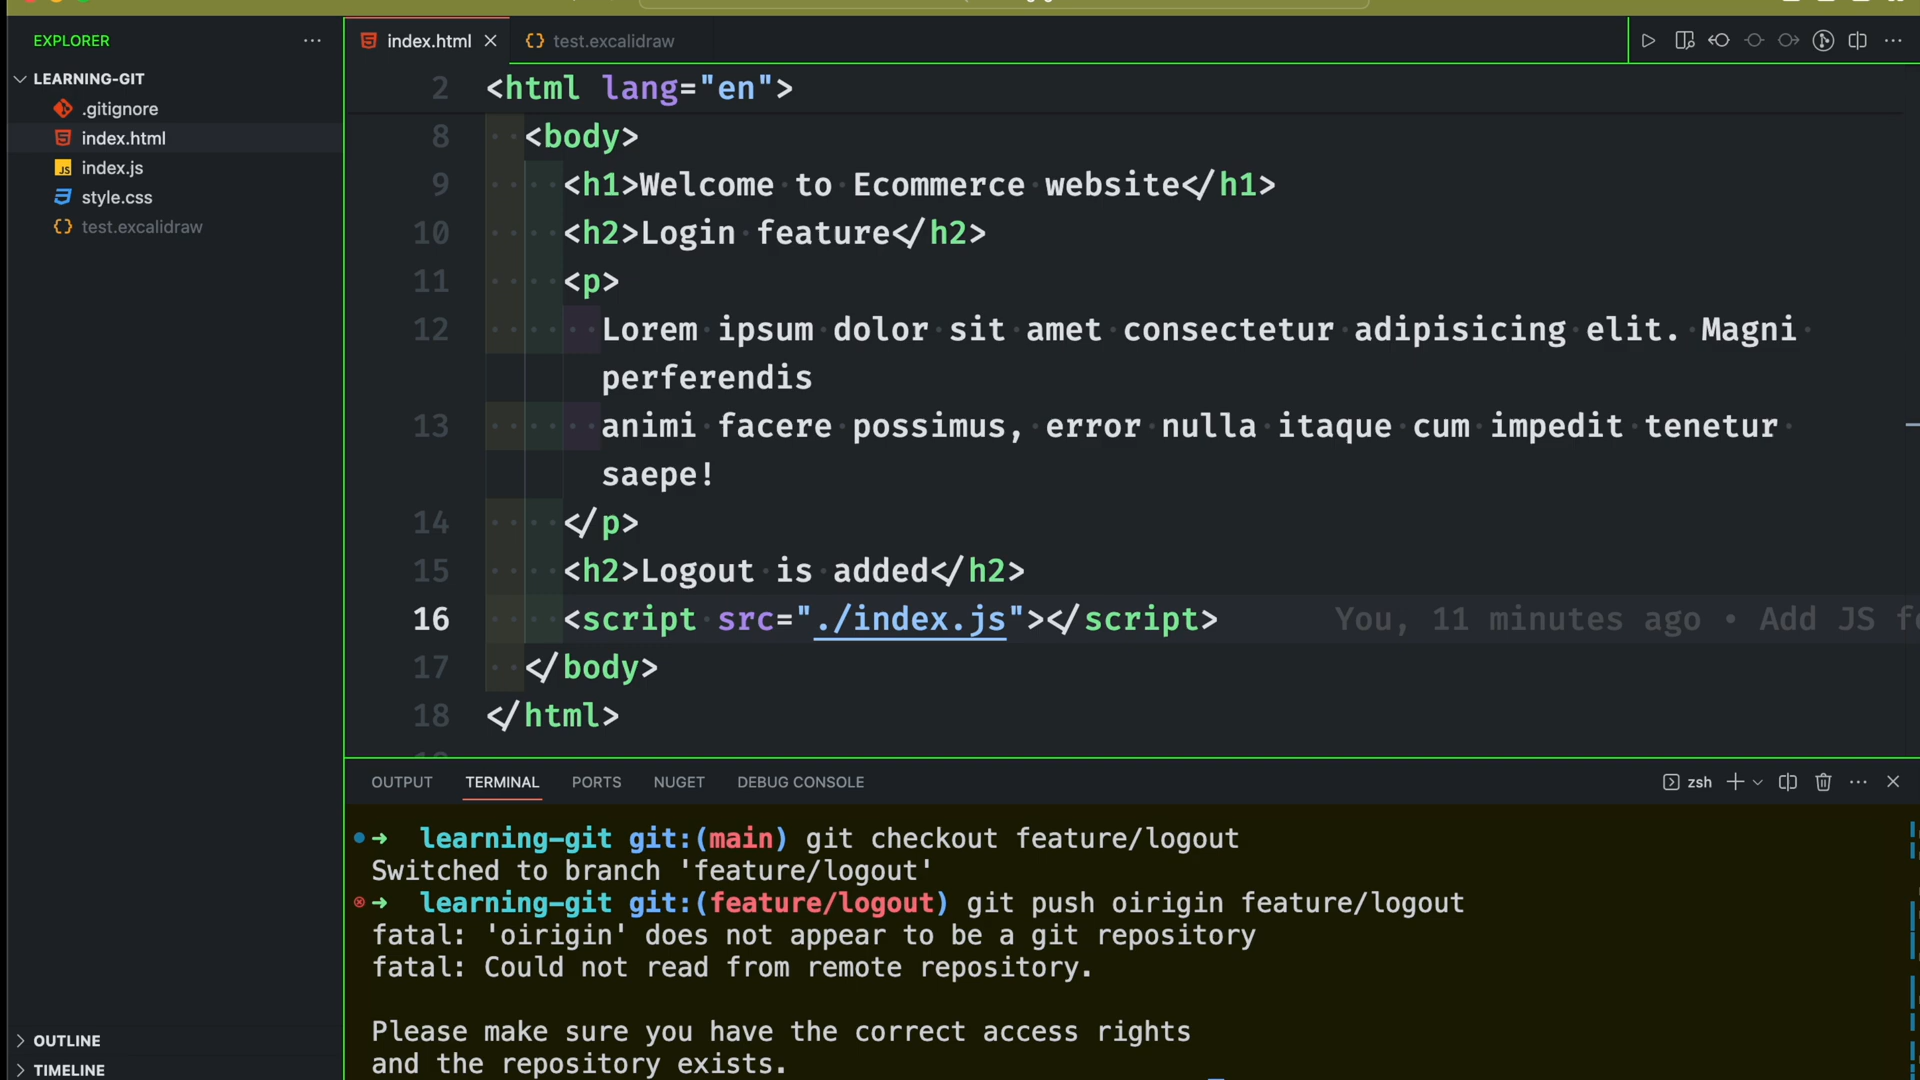 EXPLORER
LEARNING-GIT
.gitignore
index.html
JS index.js
style.css
{} test.excalidraw
OUTLINE
TIMELINE
index.html
{} test.excalidraw
2 <html lang="en">
8 <body>
9 <h1>Welcome to Ecommerce website</h1>
10 <h2>Login feature</h2>
11 <p>
12 Lorem ipsum dolor sit amet consectetur adipisicing elit. Magni
perferendis
13 animi facere possimus, error nulla itaque cum impedit tenetur
saepe!
14 </p>
15 <h2>Logout is added</h2>
16 <script src="./index.js"></script> You, 11 minutes ago • Add JS
17 </body>
18 </html>
OUTPUT TERMINAL PORTS NUGET DEBUG CONSOLE zsh
➜ learning-git git:(main) git checkout feature/logout
Switched to branch 'feature/logout'
➜ learning-git git:(feature/logout) git push oirigin feature/logout
fatal: 'oirigin' does not appear to be a git repository
fatal: Could not read from remote repository.
Please make sure you have the correct access rights
and the repository exists.